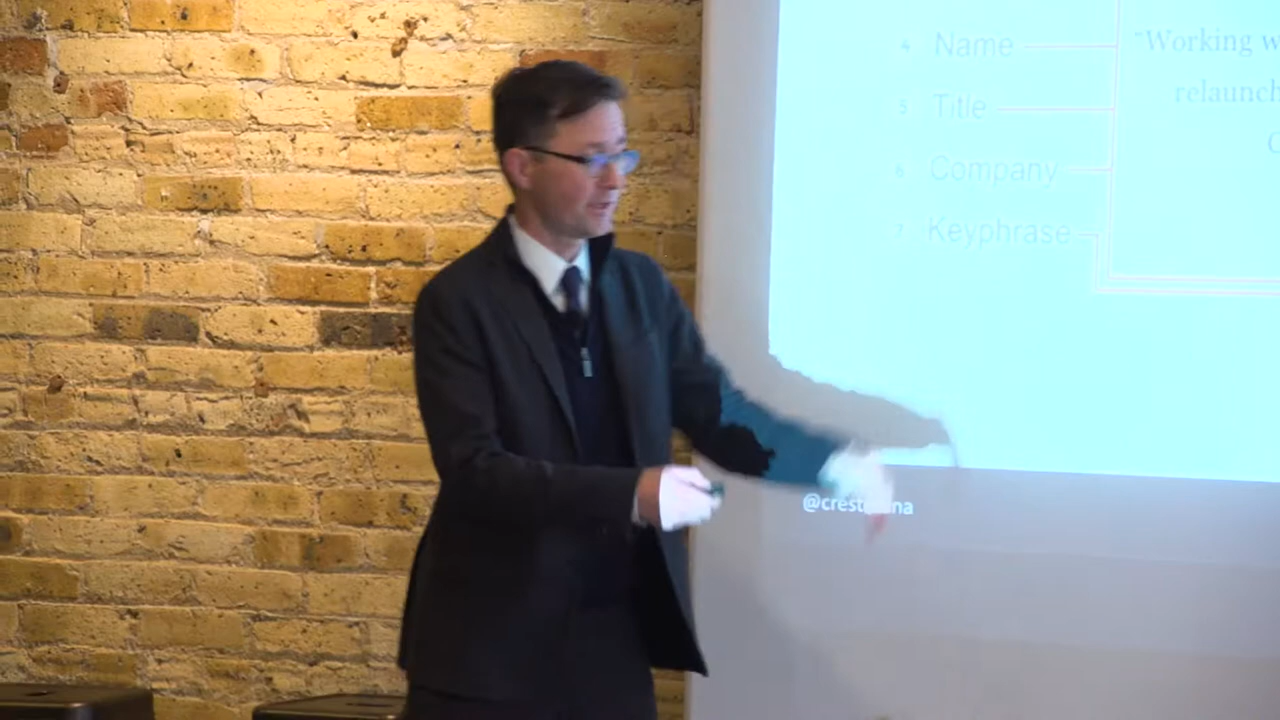 4 Name
5 Title
6 Company
7 Keyphrase
"Working w
relaunch